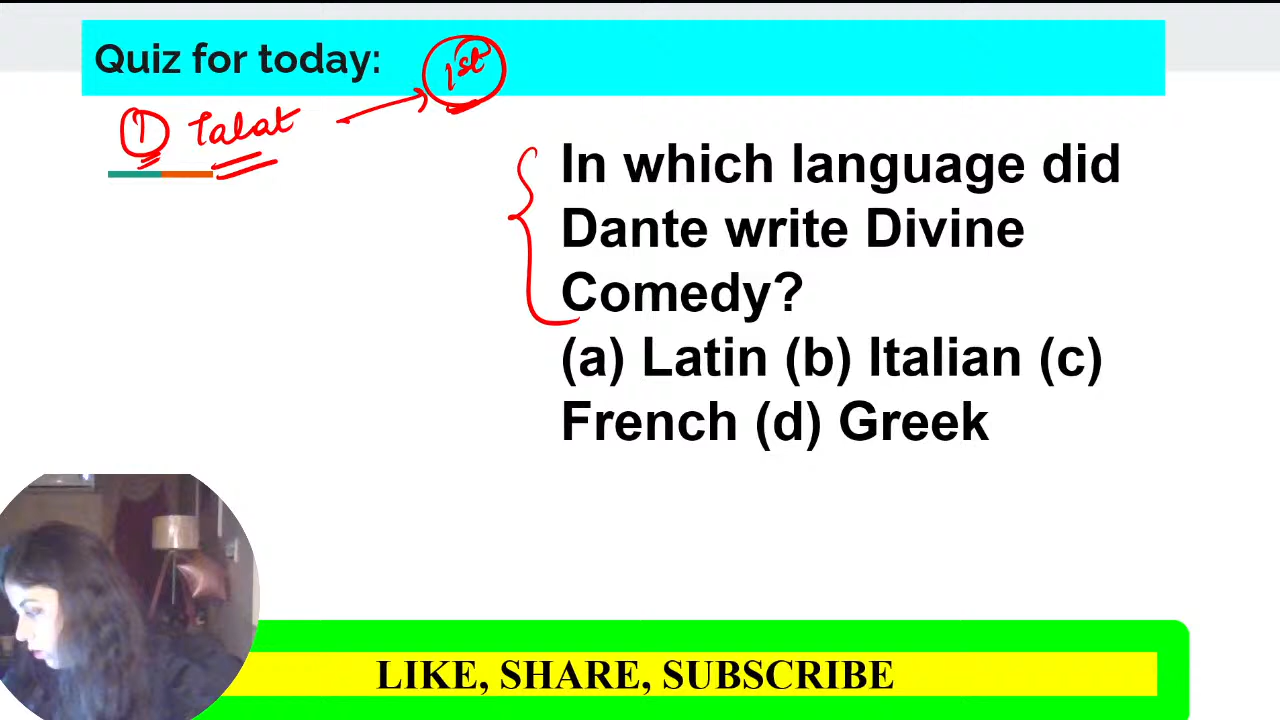 Quiz for today:
1st
① Talat
In which language did
Dante write Divine
Comedy?
(a) Latin (b) Italian (c)
French (d) Greek
LIKE, SHARE, SUBSCRIBE